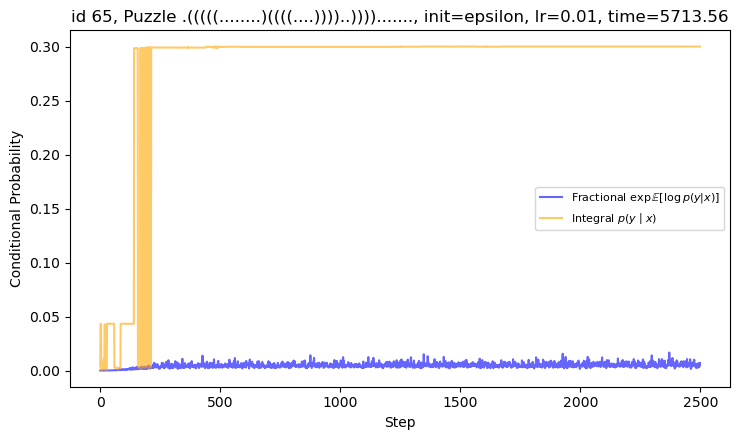 id 65, Puzzle .(((((........)((((....))))..))))......., init=epsilon, lr=0.01, time=5713.56
Conditional Probability
0.30
0.25
0.20
0.15
0.10
0.05
0.00
Fractional exp𝔼[log p(y|x)]
Integral p(y | x)
0
500
1000
1500
2000
2500
Step